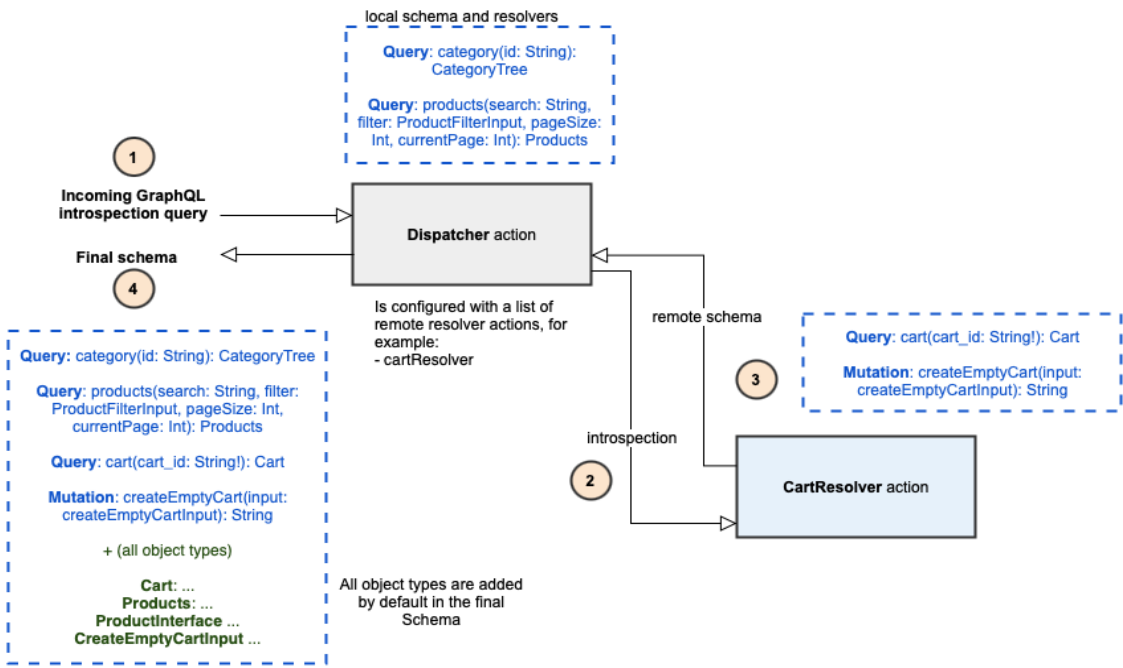 local schema and resolvers
Query: category(id: String):
CategoryTree
Query: products(search: String,
filter: ProductFilterInput, pageSize:
Int, currentPage: Int): Products
1
Incoming GraphQL
introspection query
Dispatcher action
Final schema
4
Is configured with a list of
remote resolver actions, for
example:
- cartResolver
remote schema
3
Query: cart(cart_id: String!): Cart
Mutation: createEmptyCart(input:
createEmptyCartInput): String
introspection
2
CartResolver action
Query: category(id: String): CategoryTree
Query: products(search: String, filter:
ProductFilterInput, pageSize: Int,
currentPage: Int): Products
Query: cart(cart_id: String!): Cart
Mutation: createEmptyCart(input:
createEmptyCartInput): String
+ (all object types)
Cart: ...
Products: ...
ProductInterface ...
CreateEmptyCartInput ...
All object types are added
by default in the final
Schema